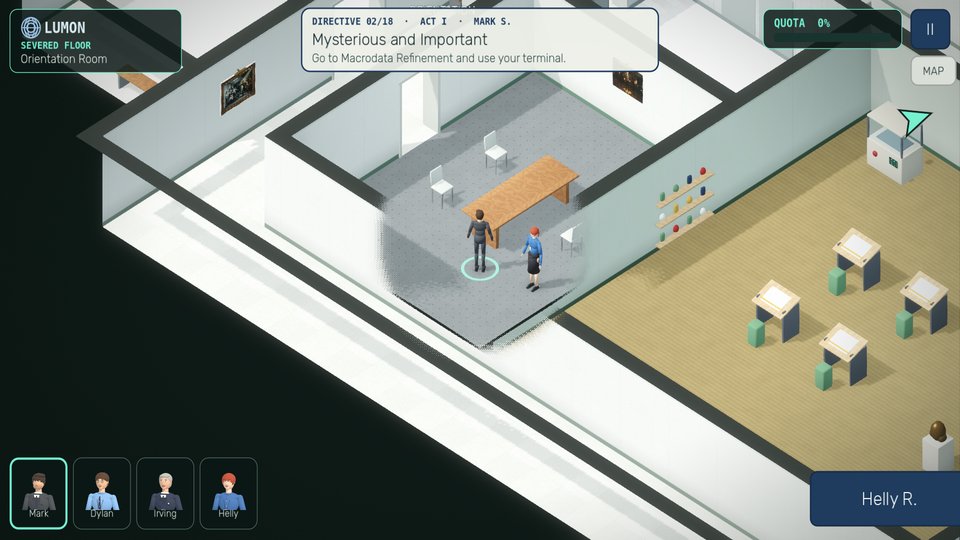 LUMON
SEVERED FLOOR
Orientation Room
DIRECTIVE 02/18 · ACT I · MARK S.
Mysterious and Important
Go to Macrodata Refinement and use your terminal.
QUOTA 0%
MAP
Mark
Dylan
Irving
Helly
Helly R.